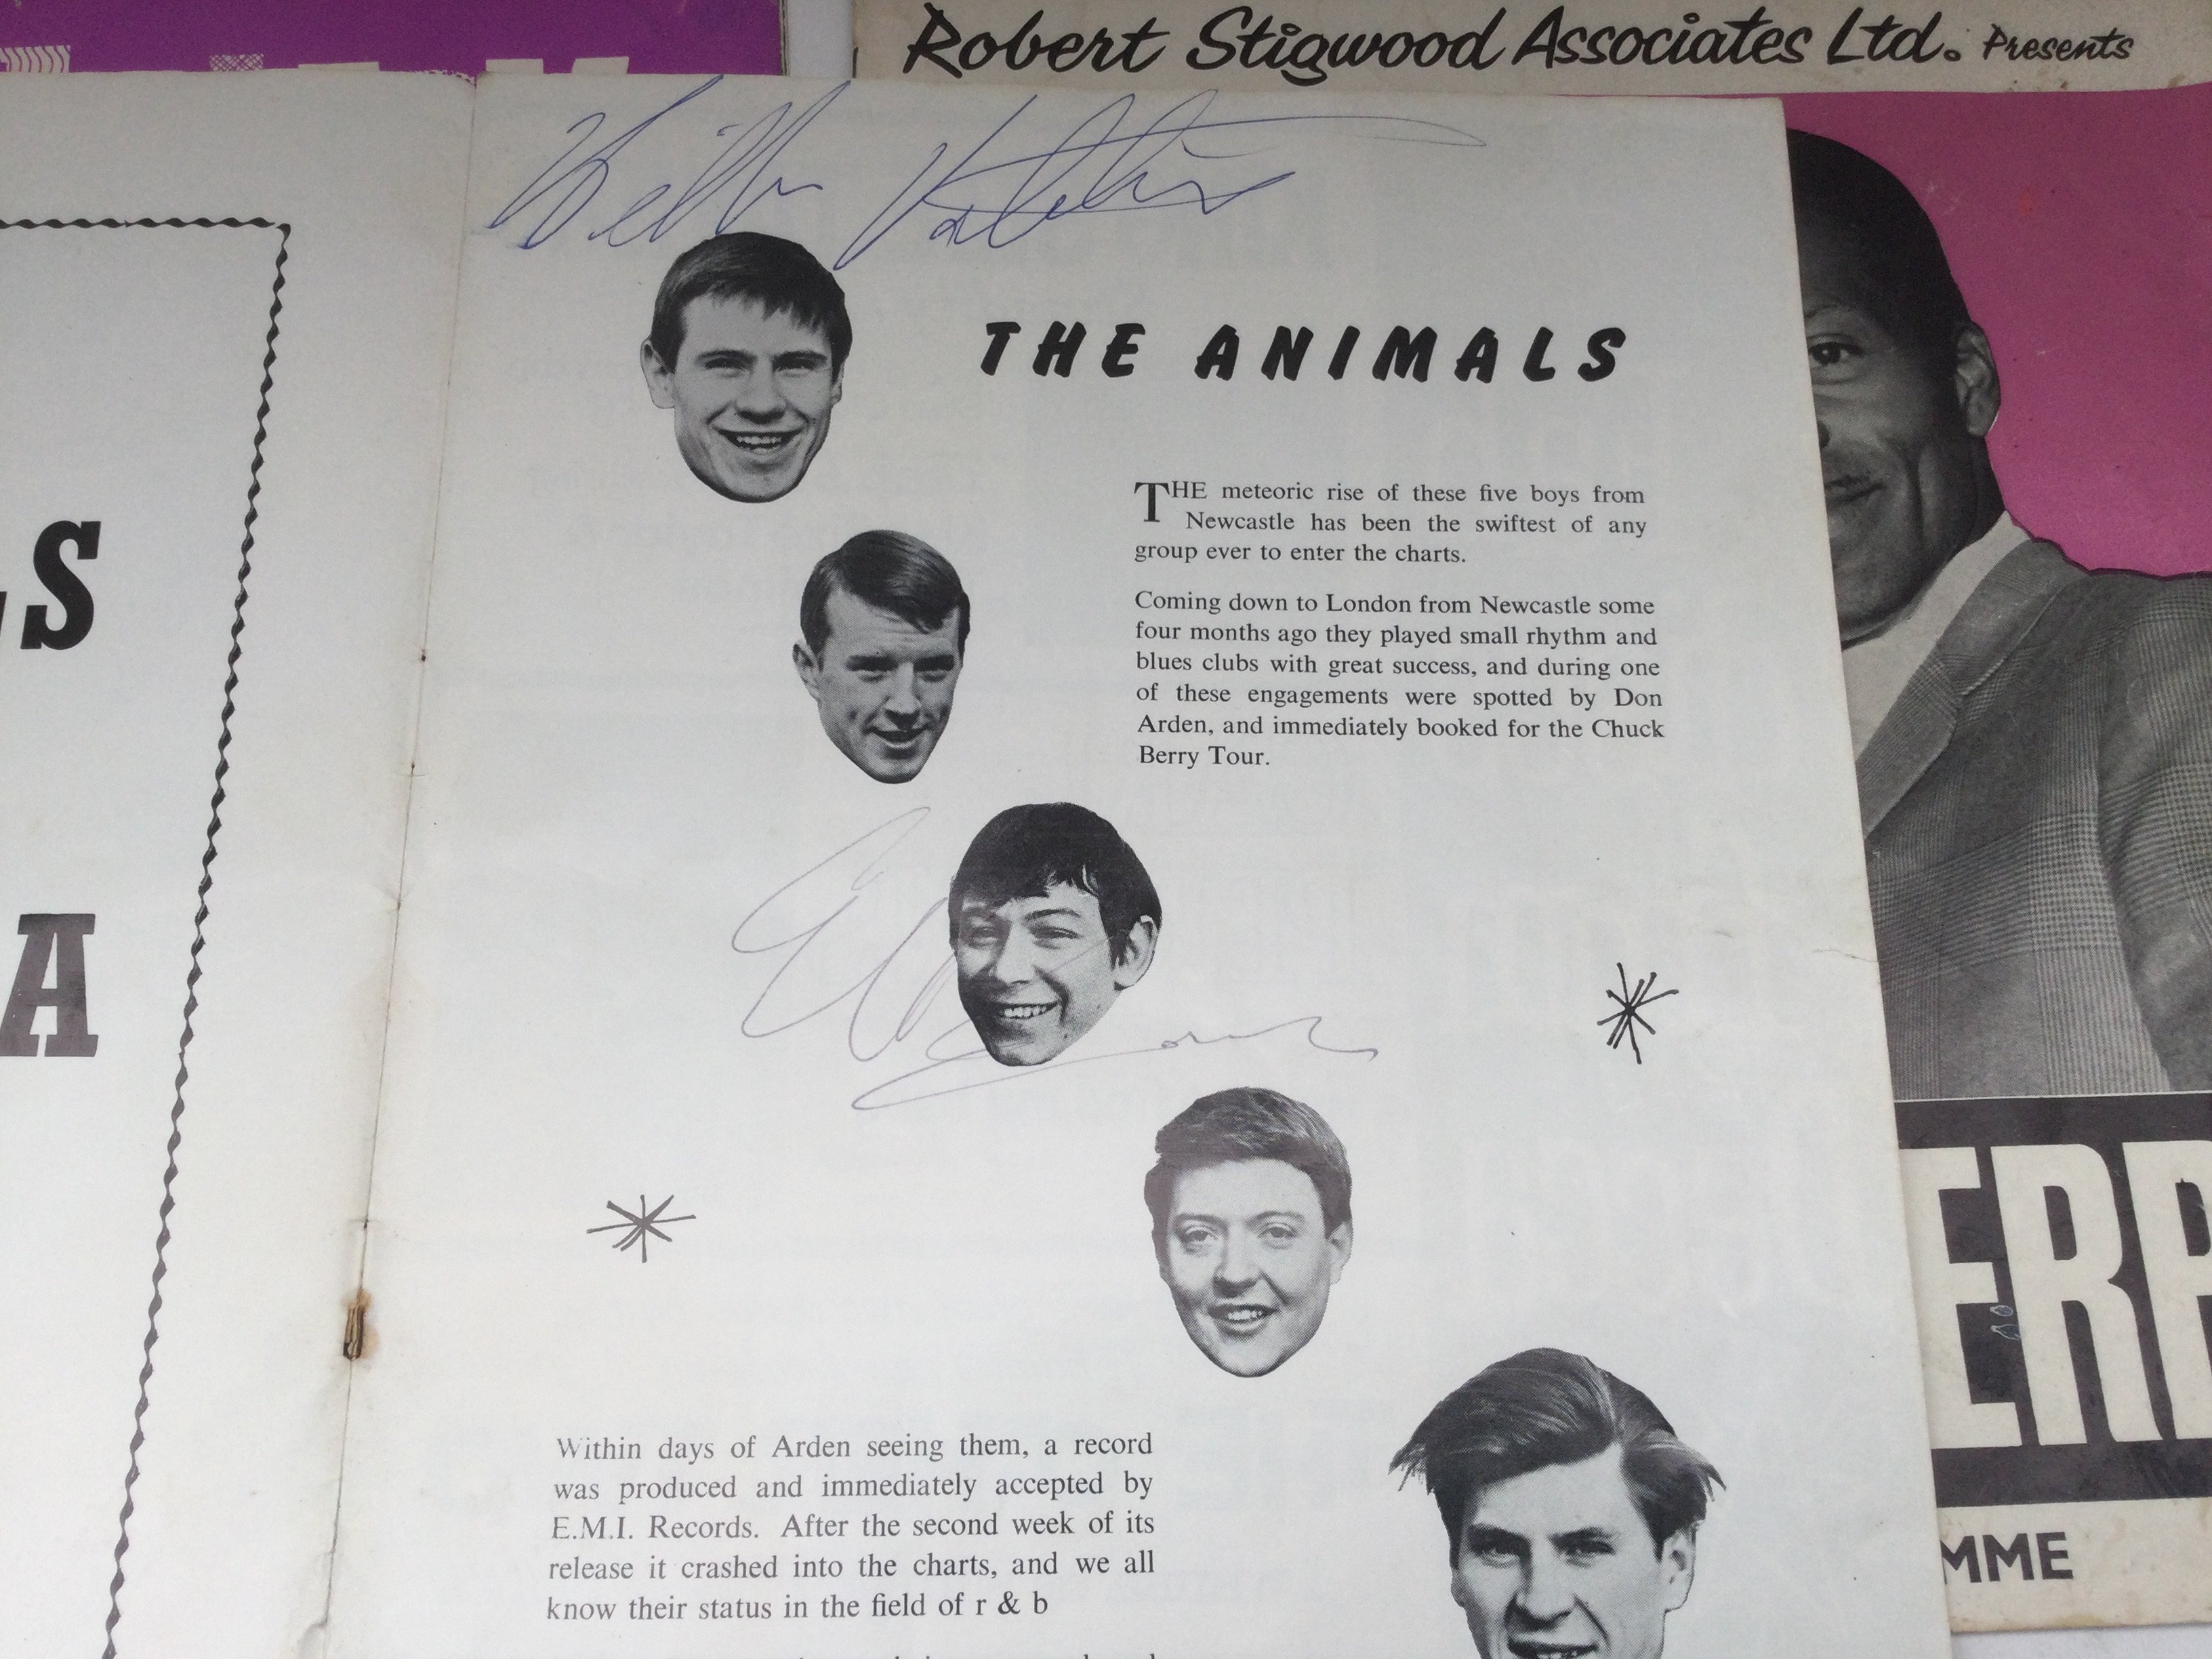 Robert Stigwood Associates Ltd. Presents
THE ANIMALS
THE meteoric rise of these five boys from
Newcastle has been the swiftest of any
group ever to enter the charts.
Coming down to London from Newcastle some
four months ago they played small rhythm and
blues clubs with great success, and during one
of these engagements were spotted by Don
Arden, and immediately booked for the Chuck
Berry Tour.
Within days of Arden seeing them, a record
was produced and immediately accepted by
E.M.I. Records. After the second week of its
release it crashed into the charts, and we all
know their status in the field of r & b
S
A
ERR
MME